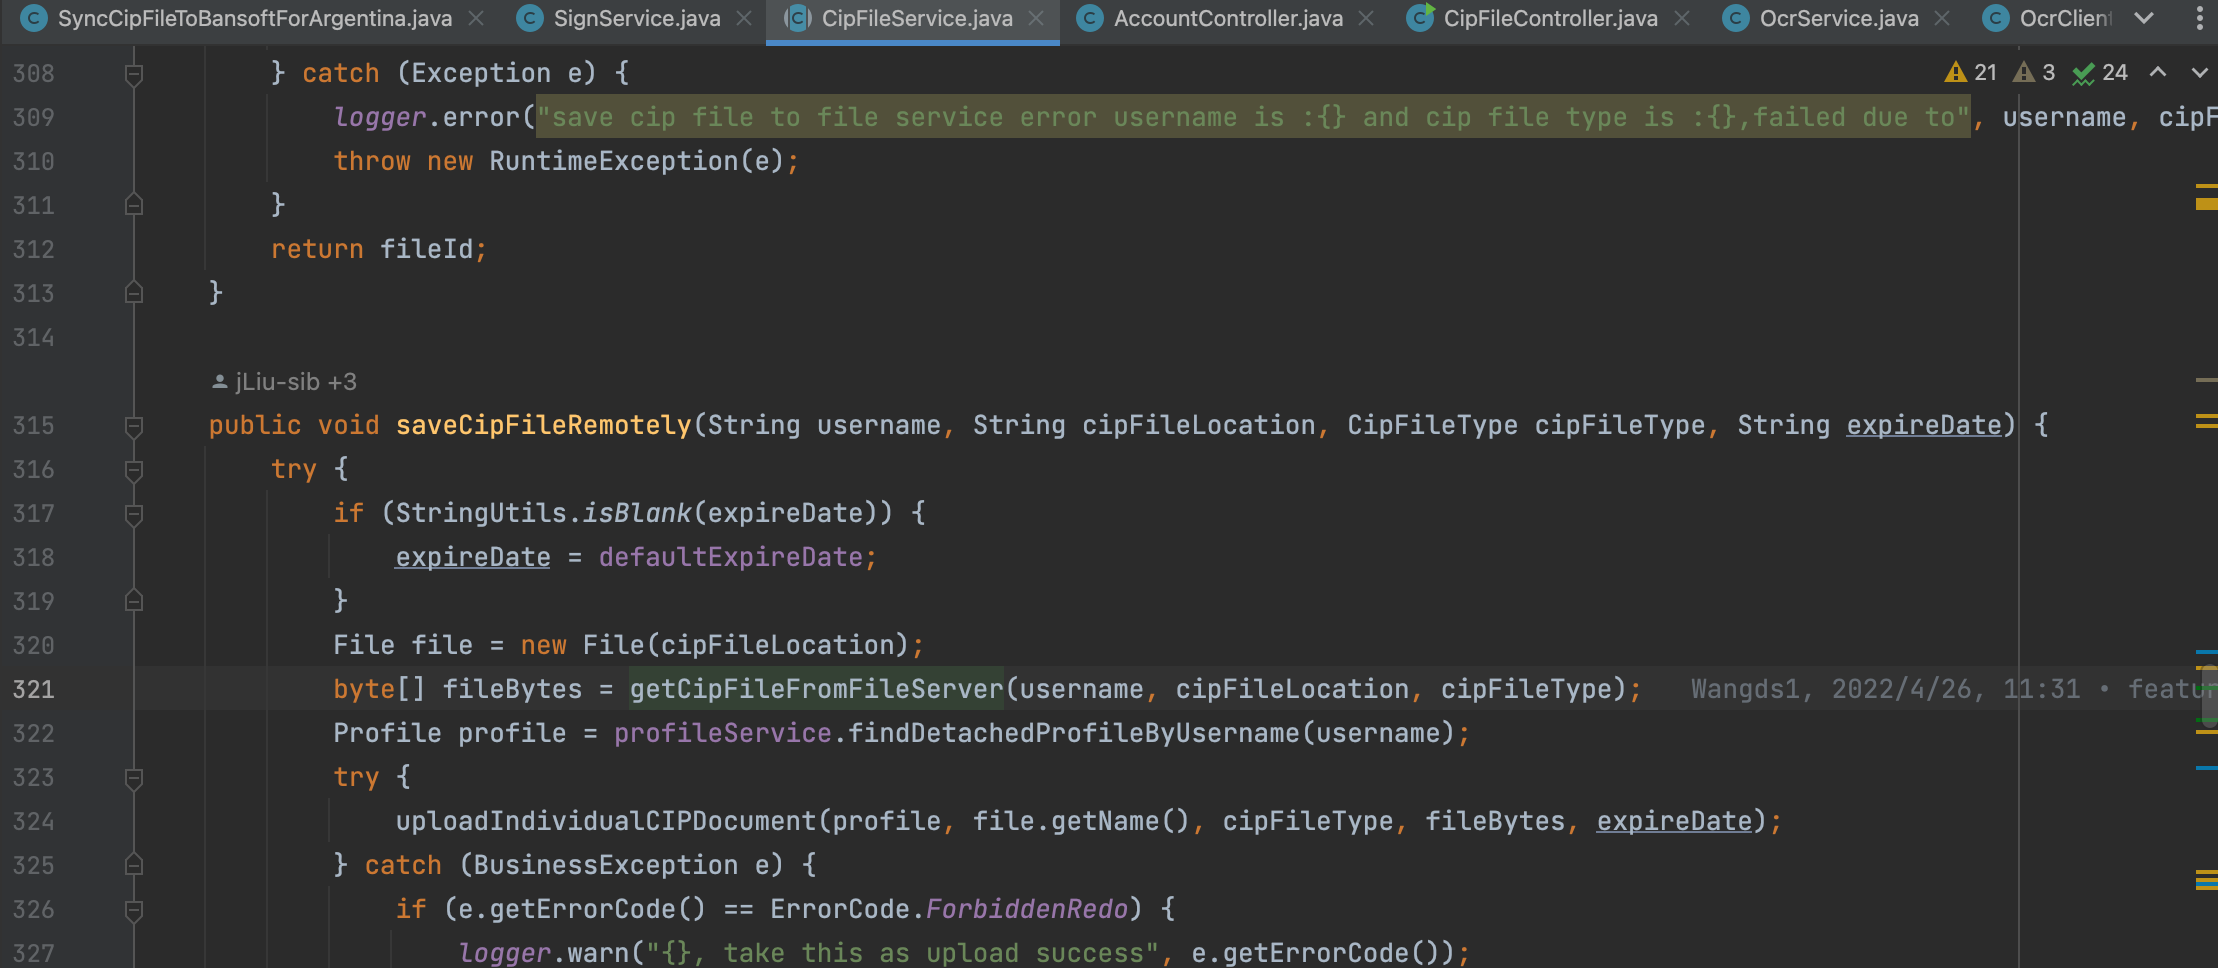 SyncCipFileToBansoftForArgentina.java SignService.java CipFileService.java AccountController.java CipFileController.java OcrService.java OcrClien
308 } catch (Exception e) { 21 3 24
309 logger.error("save cip file to file service error username is :{} and cip file type is :{},failed due to", username, cipF
310 throw new RuntimeException(e);
311 }
312 return fileId;
313 }
314
jLiu-sib +3
315 public void saveCipFileRemotely(String username, String cipFileLocation, CipFileType cipFileType, String expireDate) {
316 try {
317 if (StringUtils.isBlank(expireDate)) {
318 expireDate = defaultExpireDate;
319 }
320 File file = new File(cipFileLocation);
321 byte[] fileBytes = getCipFileFromFileServer(username, cipFileLocation, cipFileType); Wangds1, 2022/4/26, 11:31 • featur
322 Profile profile = profileService.findDetachedProfileByUsername(username);
323 try {
324 uploadIndividualCIPDocument(profile, file.getName(), cipFileType, fileBytes, expireDate);
325 } catch (BusinessException e) {
326 if (e.getErrorCode() == ErrorCode.ForbiddenRedo) {
327 logger.warn("{}, take this as upload success", e.getErrorCode());